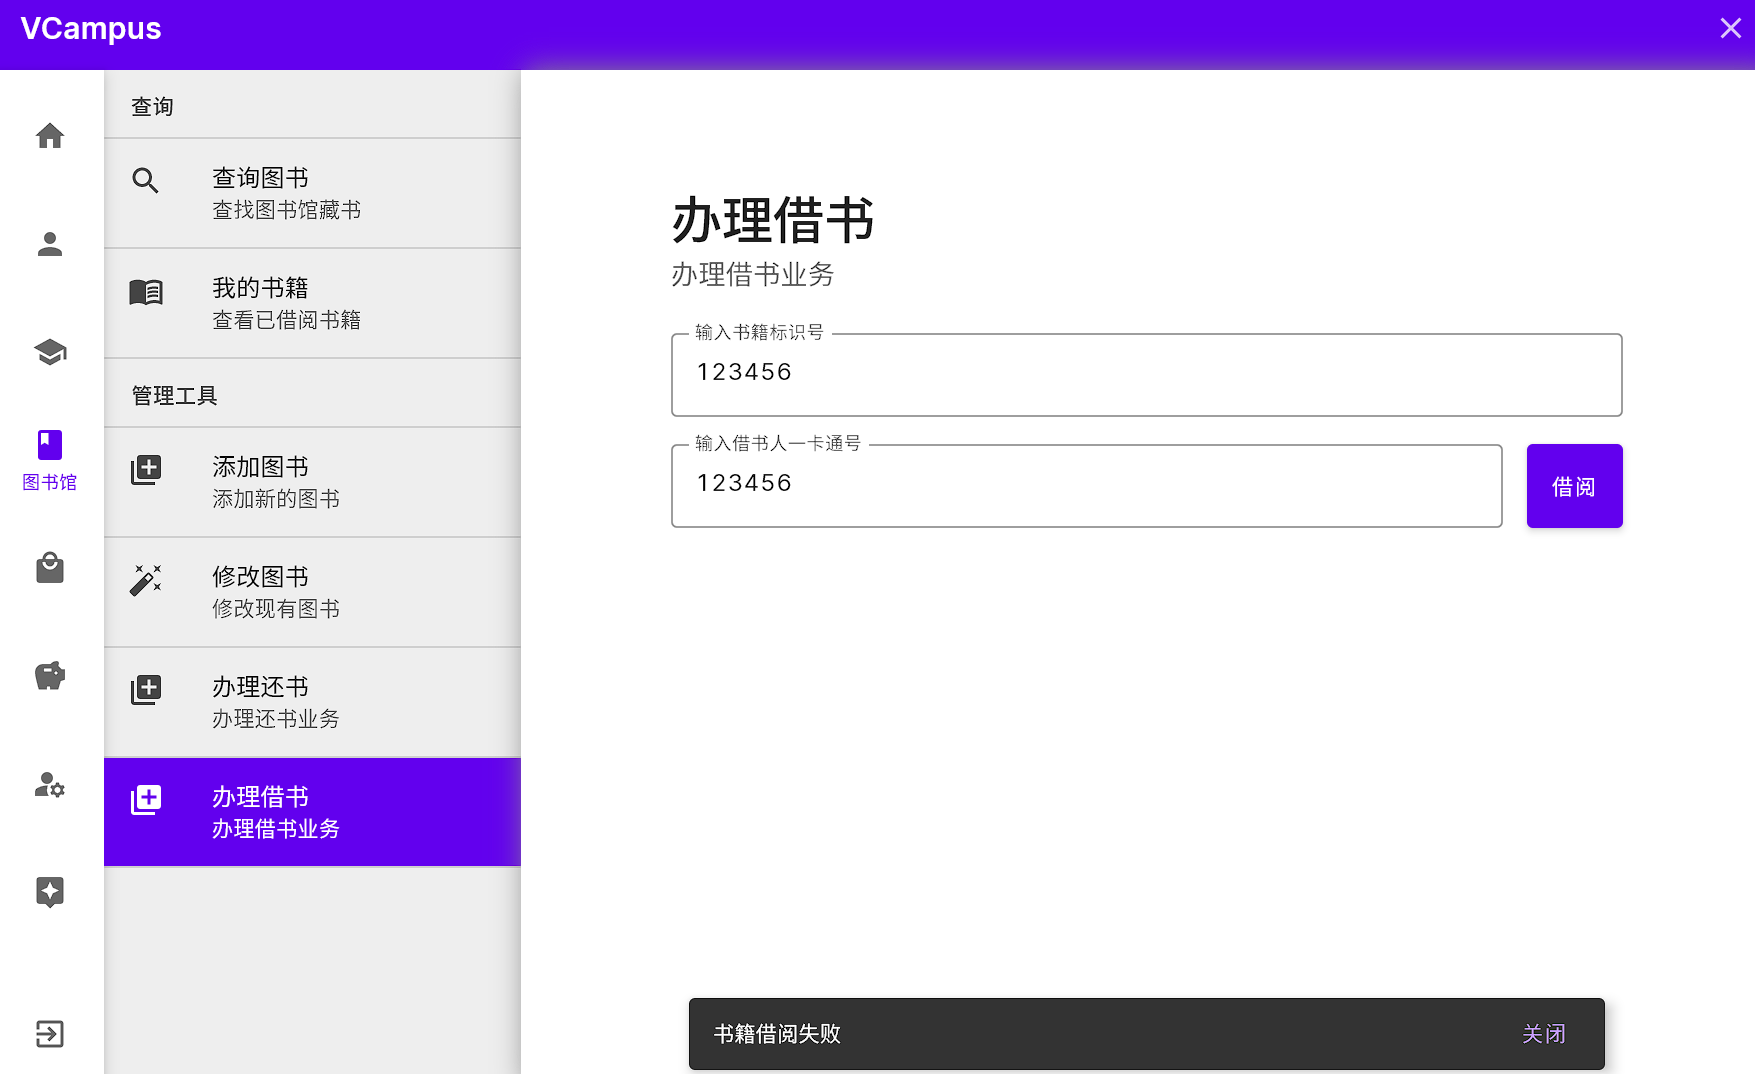 VCampus
图书馆
查询
查询图书
查找图书馆藏书
我的书籍
查看已借阅书籍
管理工具
添加图书
添加新的图书
修改图书
修改现有图书
办理还书
办理还书业务
办理借书
办理借书业务
办理借书
办理借书业务
输入书籍标识号
123456
输入借书人一卡通号
123456
借阅
书籍借阅失败
关闭